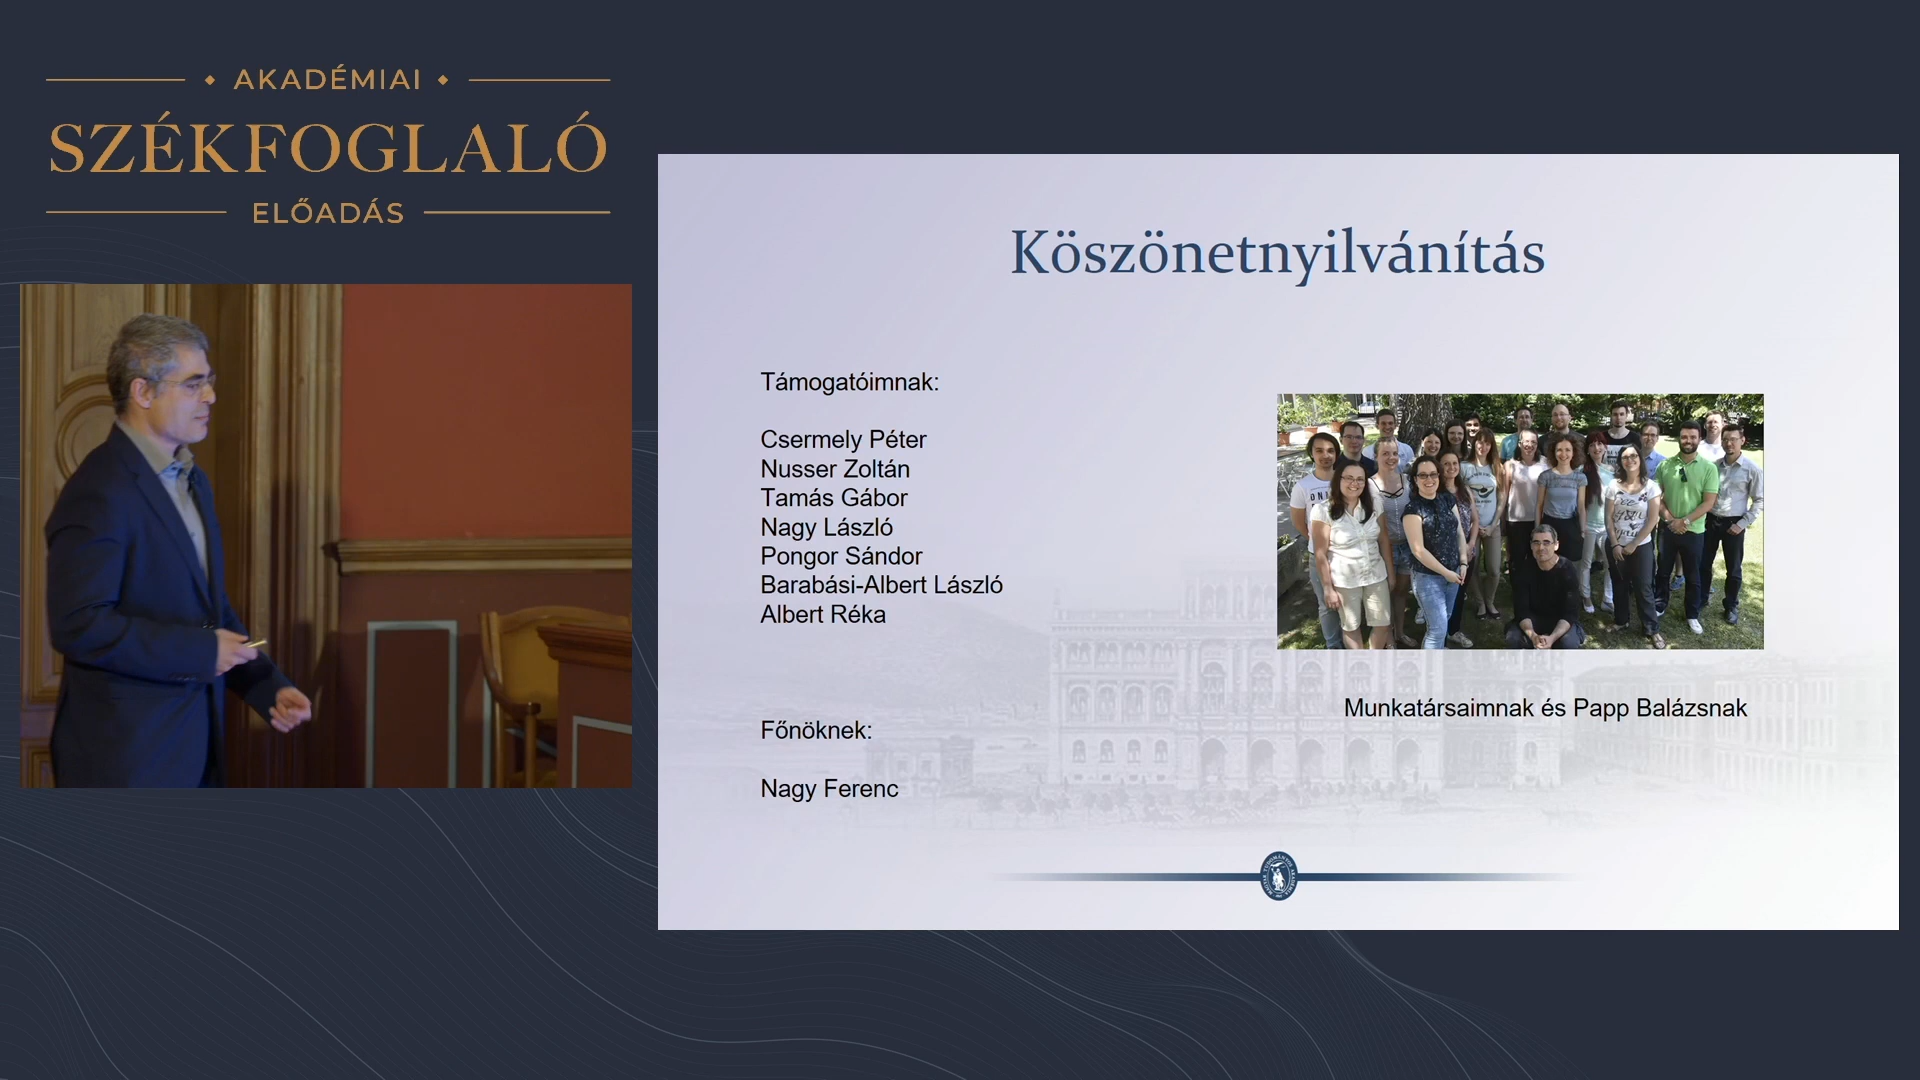 AKADÉMIAI
SZÉKFOGLALÓ
ELŐADÁS
Köszönetnyilvánítás
Támogatóimnak:
Csermely Péter
Nusser Zoltán
Tamás Gábor
Nagy László
Pongor Sándor
Barabási-Albert László
Albert Réka
Főnöknek:
Nagy Ferenc
Munkatársaimnak és Papp Balázsnak